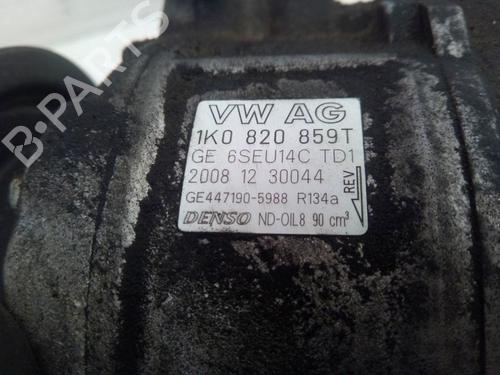 VW AG
1K0 820 859T
GE 6SEU14C TD1
2008 12 30044
GE447190-5988 R134a
REV
DENSO ND-OIL8 90 cm³
B-PARTS